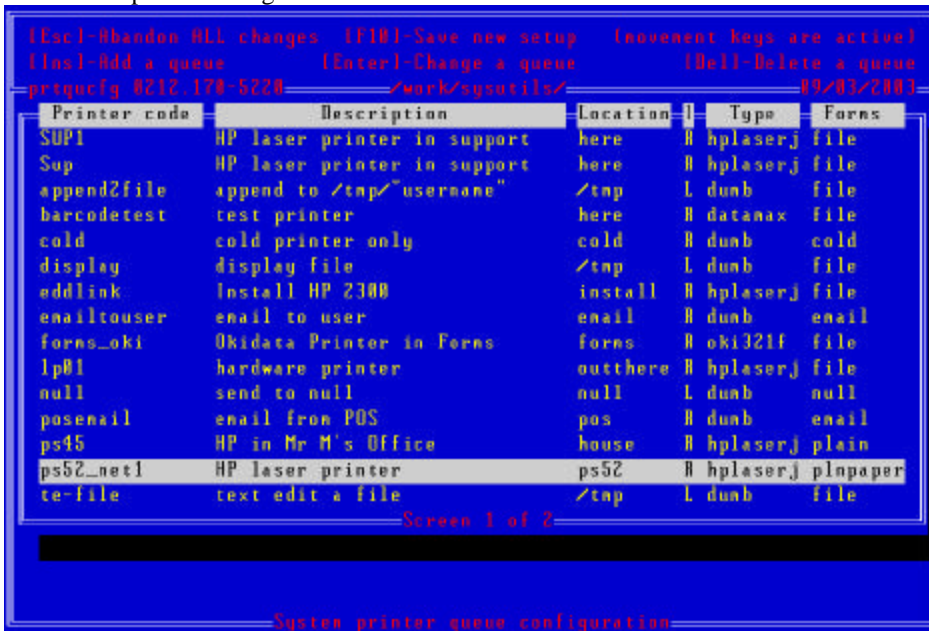 [Esc]-Abandon ALL changes [F10]-Save new setup (movement keys are active)
[Ins]-Add a queue [Enter]-Change a queue [Del]-Delete a queue
prtqucfg 0212.170-5220 /work/sysutils/ 09/03/2003
Printer code Description Location l Type Forms
SUP1 HP laser printer in support here R hplaserj file
Sup HP laser printer in support here R hplaserj file
append2file append to /tmp/"username" /tmp L dumb file
barcodetest test printer here R datamax file
cold cold printer only cold R dumb cold
display display file /tmp L dumb file
eddlink Install HP 2300 install R hplaserj file
emailtouser email to user email R dumb email
forms_oki Okidata Printer in Forms forms R oki321f file
lp01 hardware printer outthere R hplaserj file
null send to null null L dumb null
posemail email from POS pos R dumb email
ps45 HP in Mr M's Office house R hplaserj plain
ps52_net1 HP laser printer ps52 R hplaserj plnpaper
te-file text edit a file /tmp L dumb file
Screen 1 of 2
System printer queue configuration